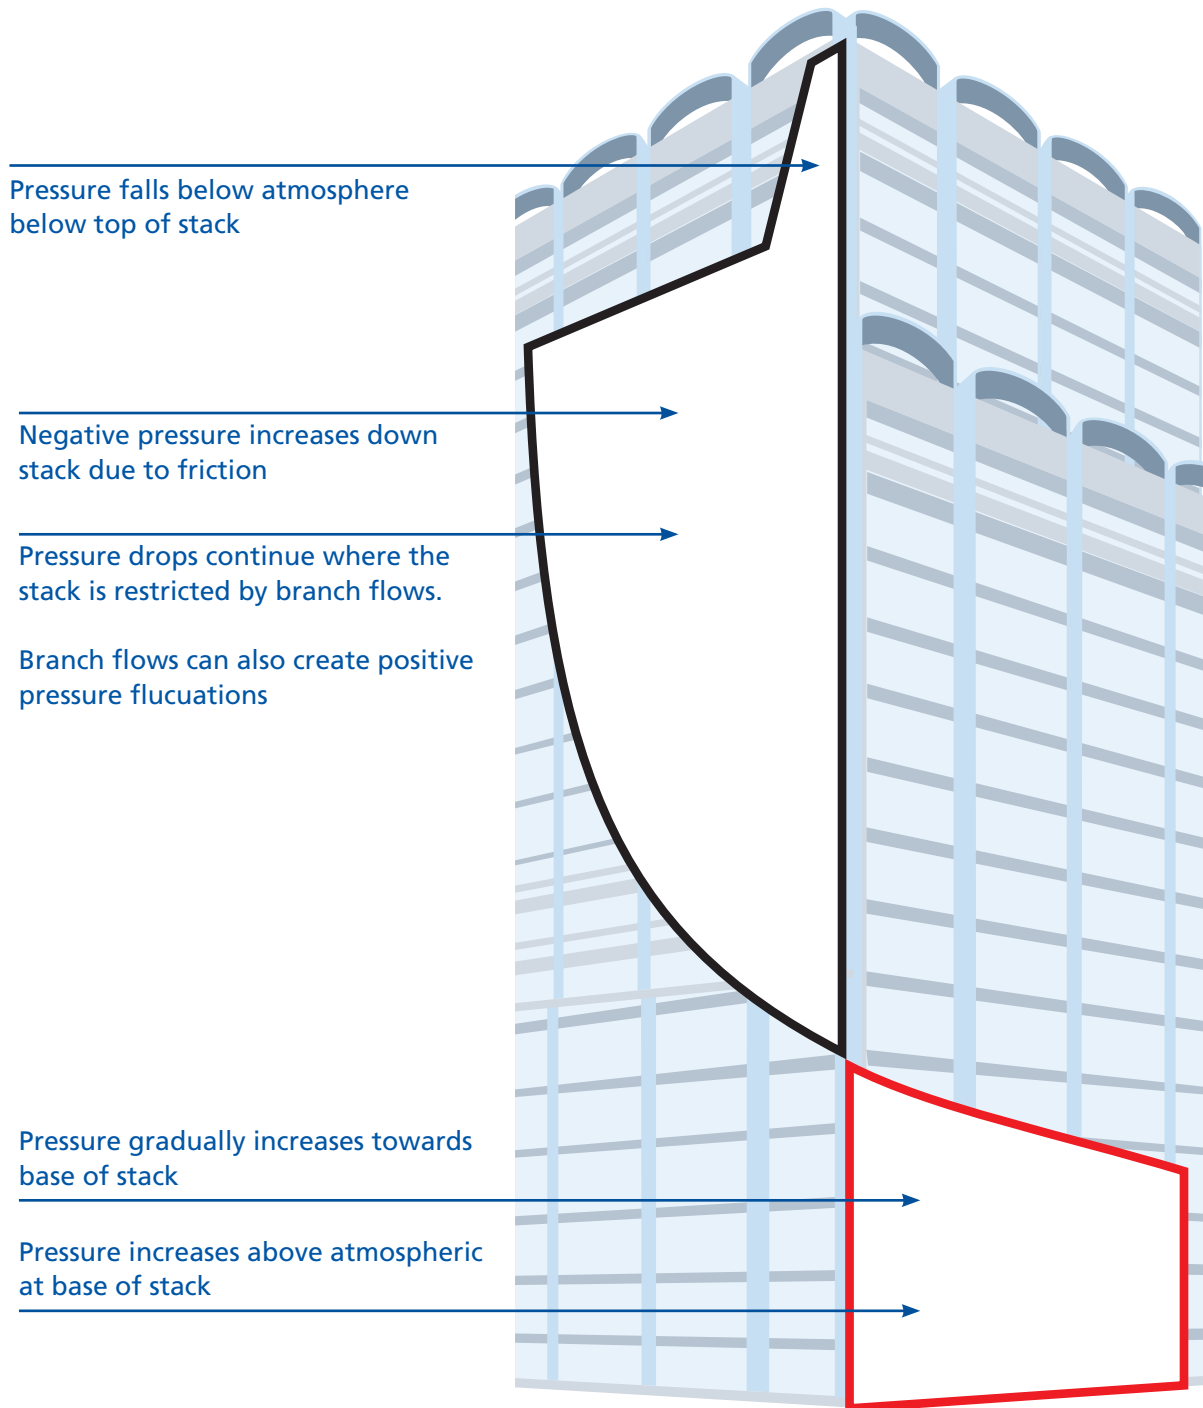 Pressure falls below atmosphere
below top of stack
Negative pressure increases down
stack due to friction
Pressure drops continue where the
stack is restricted by branch flows.
Branch flows can also create positive
pressure flucuations
Pressure gradually increases towards
base of stack
Pressure increases above atmospheric
at base of stack